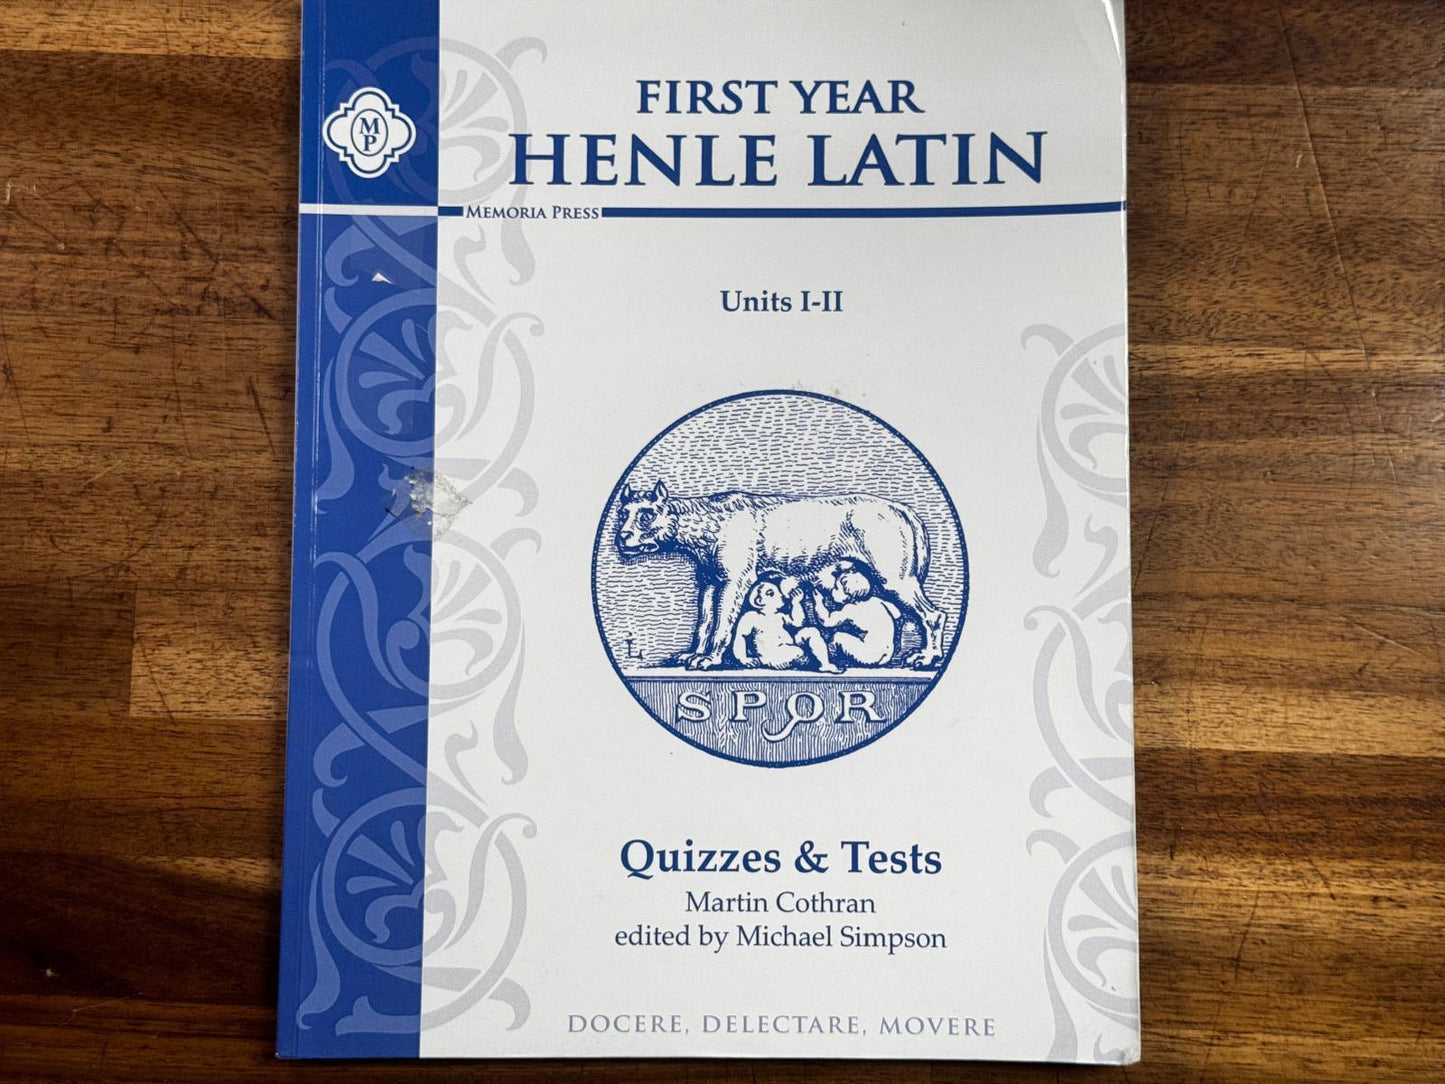 FIRST YEAR
HENLE LATIN
M
P
MEMORIA PRESS
Units I-II
L
SPQR
Quizzes & Tests
Martin Cothran
edited by Michael Simpson
DOCERE, DELECTARE, MOVERE